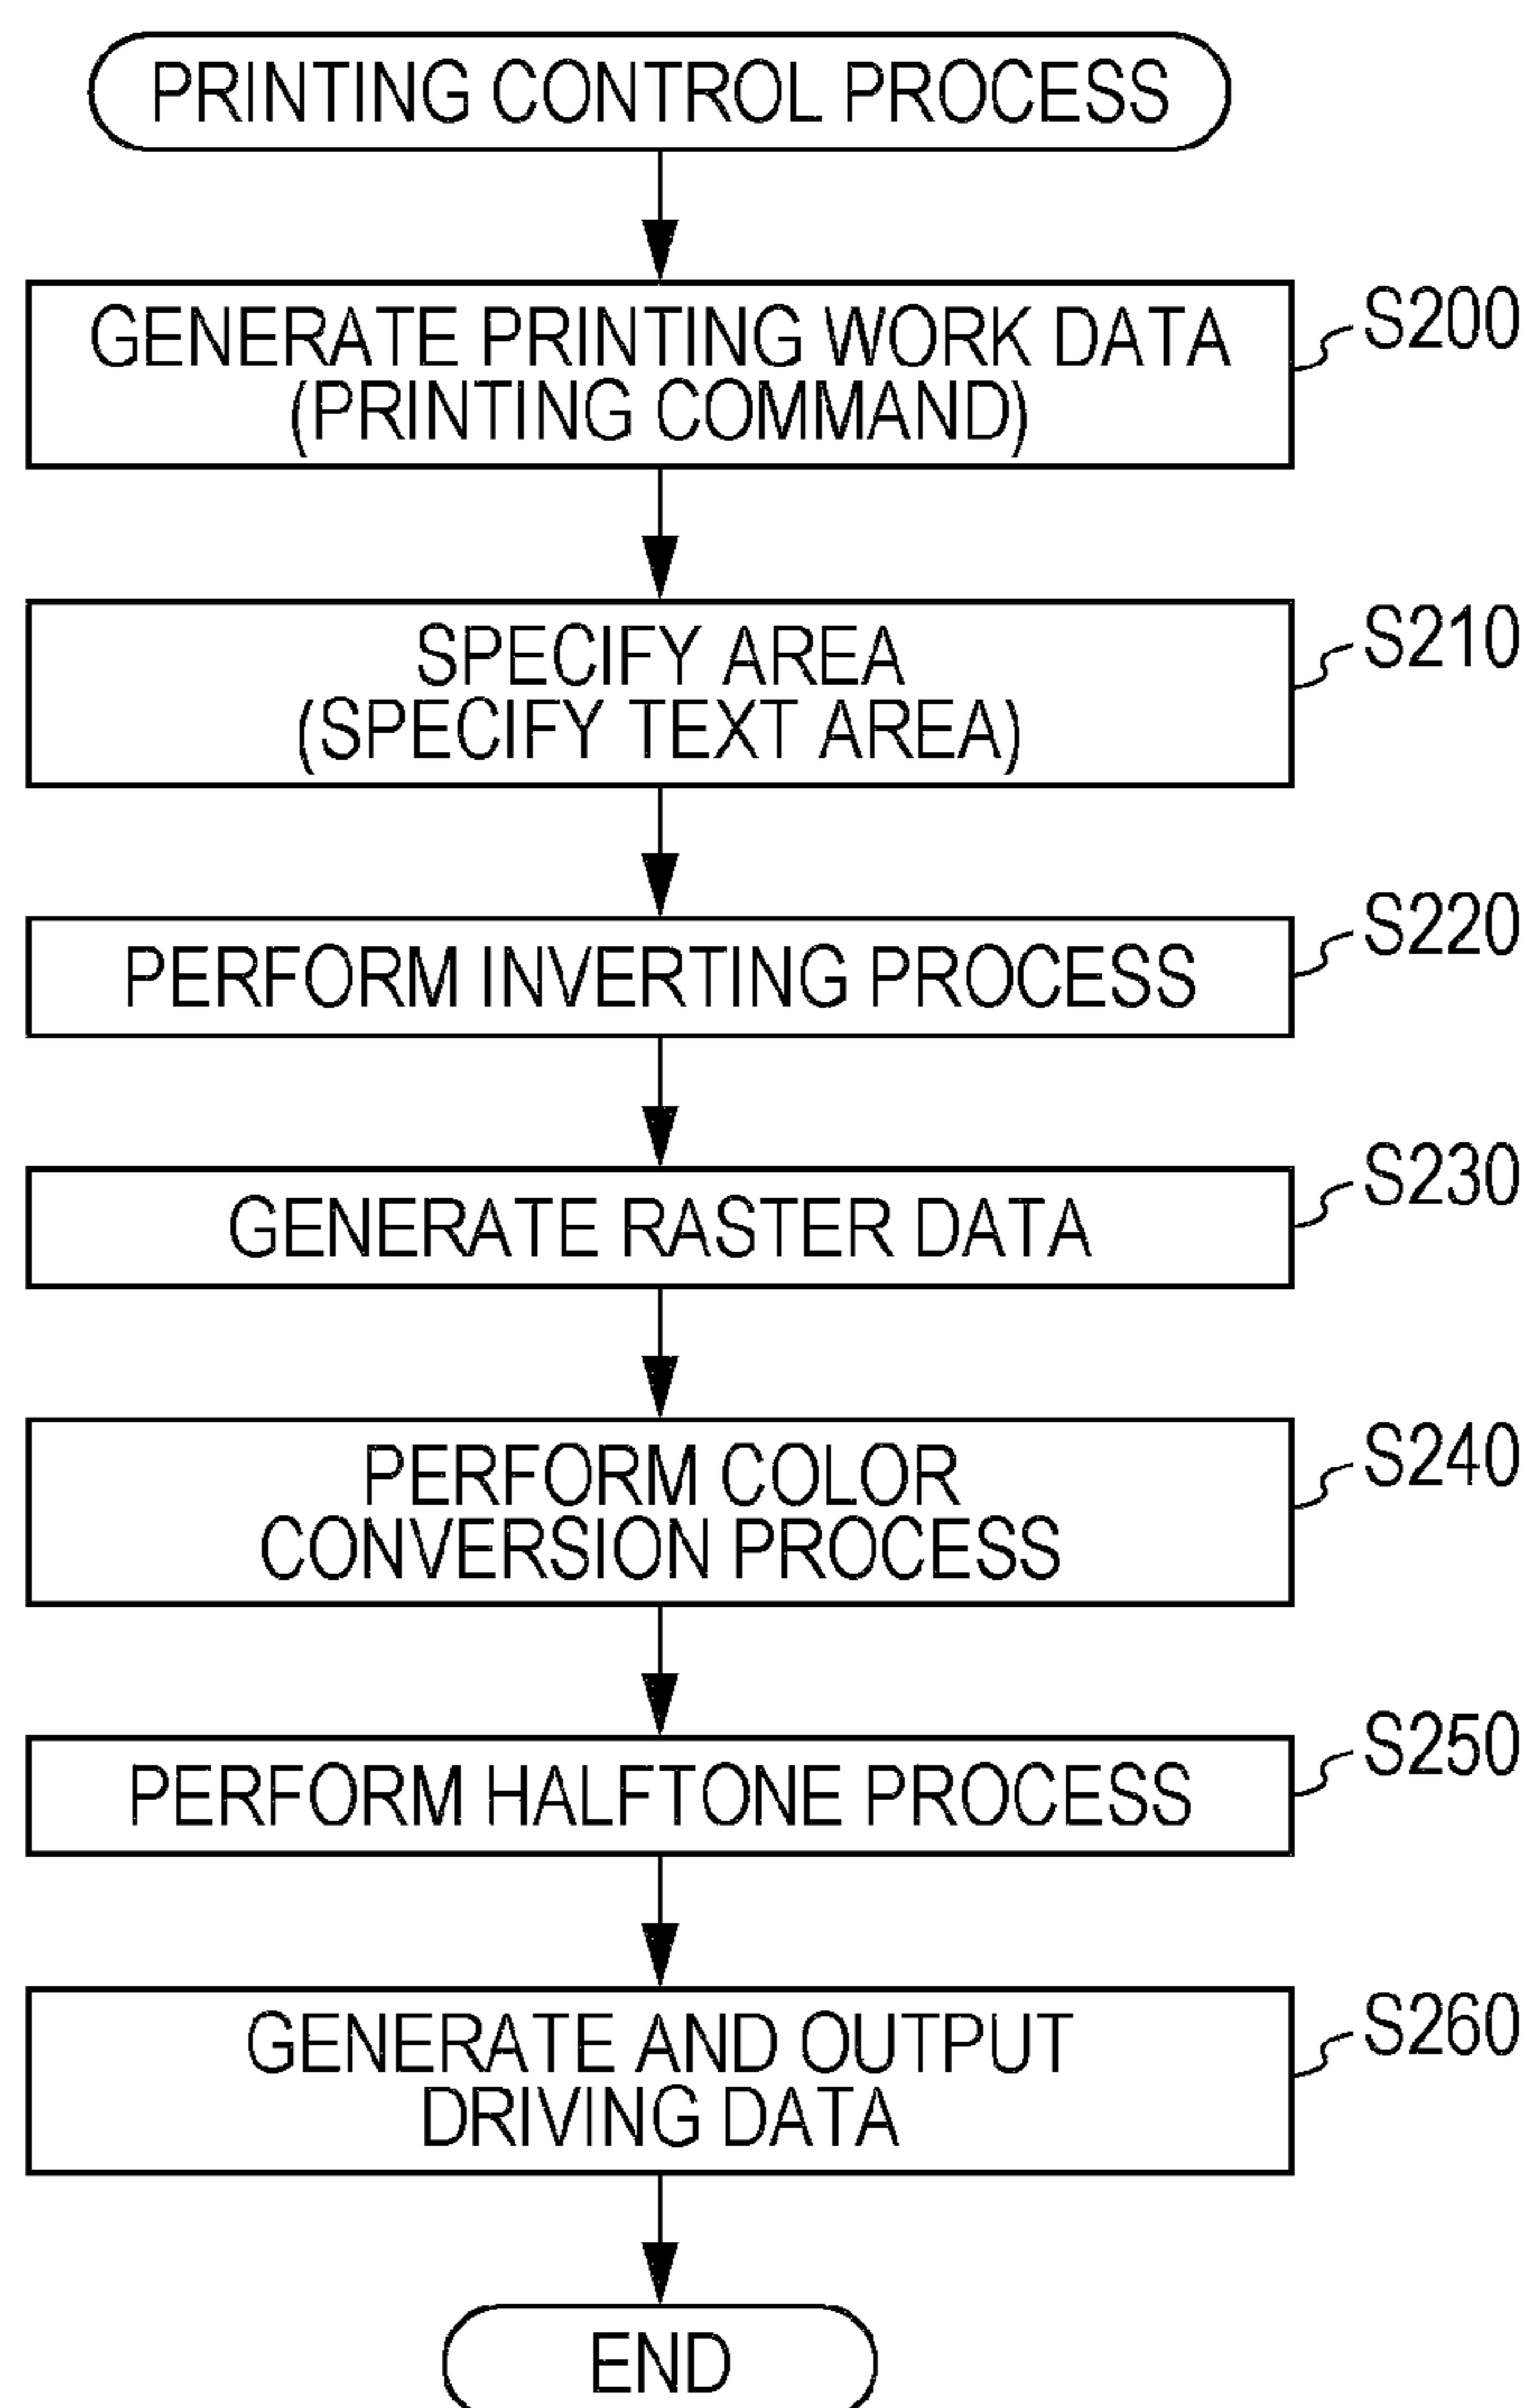 PRINTING CONTROL PROCESS
GENERATE PRINTING WORK DATA
(PRINTING COMMAND)
S200
SPECIFY AREA
(SPECIFY TEXT AREA)
S210
PERFORM INVERTING PROCESS
S220
GENERATE RASTER DATA
S230
PERFORM COLOR
CONVERSION PROCESS
S240
PERFORM HALFTONE PROCESS
S250
GENERATE AND OUTPUT
DRIVING DATA
S260
END